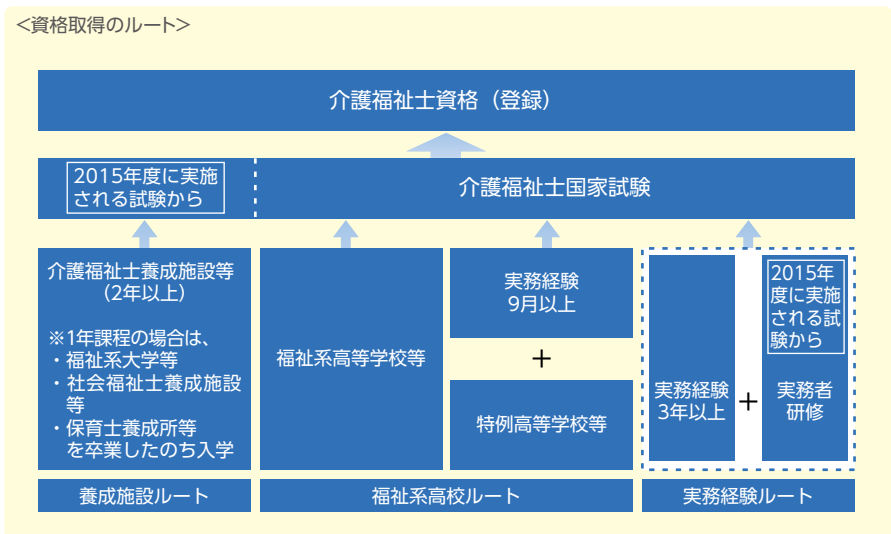 ＜資格取得のルート＞
介護福祉士資格（登録）
2015年度に実施
される試験から
介護福祉士国家試験
介護福祉士養成施設等
（2年以上）
※1年課程の場合は、
・福祉系大学等
・社会福祉士養成施設
等
・保育士養成所等
を卒業したのち入学
福祉系高等学校等
実務経験
9月以上
＋
特例高等学校等
実務経験
3年以上
＋
2015年
度に実施
される試
験から
実務者
研修
養成施設ルート
福祉系高校ルート
実務経験ルート